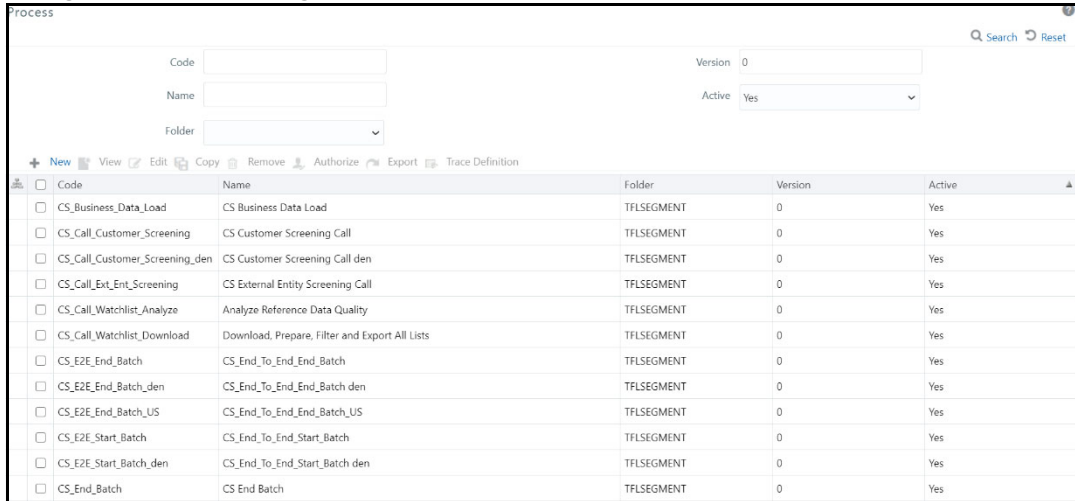 Process
Search Reset
Code Version 0
Name Active Yes
Folder
New View Edit Copy Remove Authorize Export Trace Definition
Code Name Folder Version Active
CS_Business_Data_Load CS Business Data Load TFLSEGMENT 0 Yes
CS_Call_Customer_Screening CS Customer Screening Call TFLSEGMENT 0 Yes
CS_Call_Customer_Screening_den CS Customer Screening Call den TFLSEGMENT 0 Yes
CS_Call_Ext_Ent_Screening CS External Entity Screening Call TFLSEGMENT 0 Yes
CS_Call_Watchlist_Analyze Analyze Reference Data Quality TFLSEGMENT 0 Yes
CS_Call_Watchlist_Download Download, Prepare, Filter and Export All Lists TFLSEGMENT 0 Yes
CS_E2E_End_Batch CS_End_To_End_End_Batch TFLSEGMENT 0 Yes
CS_E2E_End_Batch_den CS_End_To_End_End_Batch den TFLSEGMENT 0 Yes
CS_E2E_End_Batch_US CS_End_To_End_End_Batch_US TFLSEGMENT 0 Yes
CS_E2E_Start_Batch CS_End_To_End_Start_Batch TFLSEGMENT 0 Yes
CS_E2E_Start_Batch_den CS_End_To_End_Start_Batch den TFLSEGMENT 0 Yes
CS_End_Batch CS End Batch TFLSEGMENT 0 Yes